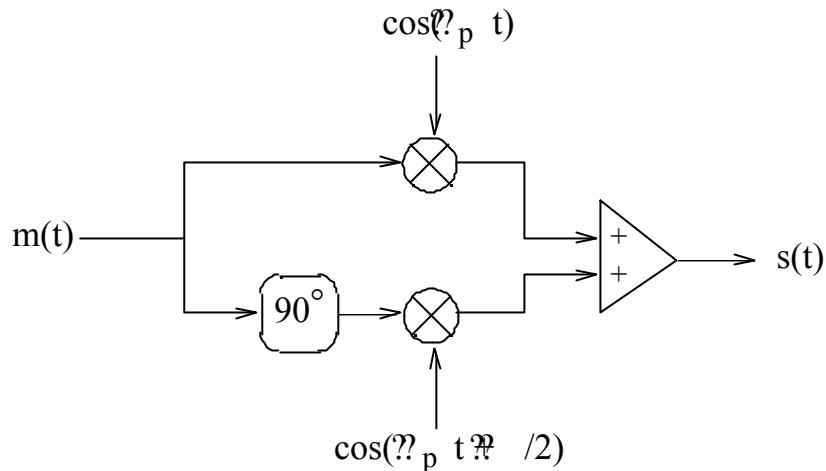 cos(??p t)
m(t)
+
+
s(t)
90°
cos(??p t ?? /2)